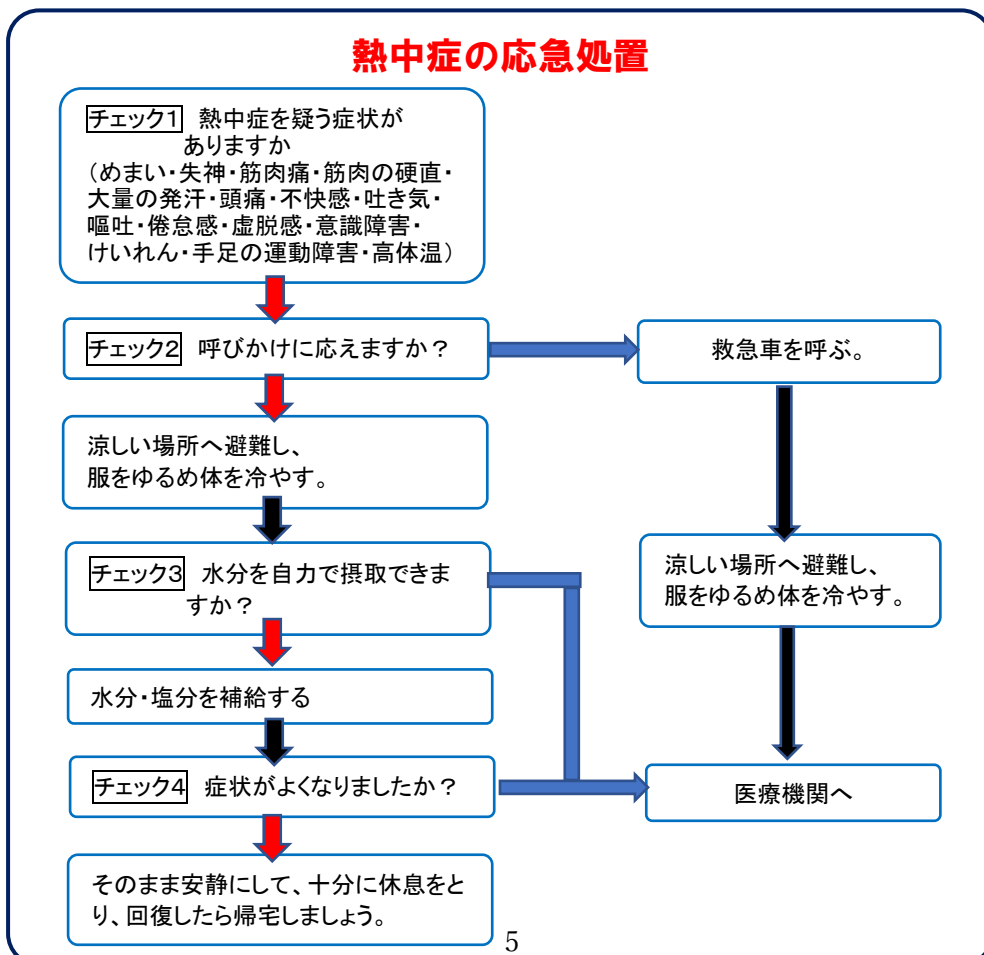 熱中症の応急処置
チェック1 熱中症を疑う症状が
ありますか
(めまい・失神・筋肉痛・筋肉の硬直・
大量の発汗・頭痛・不快感・吐き気・
嘔吐・倦怠感・虚脱感・意識障害・
けいれん・手足の運動障害・高体温)
チェック2 呼びかけに応えますか?
救急車を呼ぶ。
涼しい場所へ避難し、
服をゆるめ体を冷やす。
チェック3 水分を自力で摂取できま
すか?
涼しい場所へ避難し、
服をゆるめ体を冷やす。
水分・塩分を補給する
チェック4 症状がよくなりましたか?
医療機関へ
そのまま安静にして、十分に休息をと
り、回復したら帰宅しましょう。
5